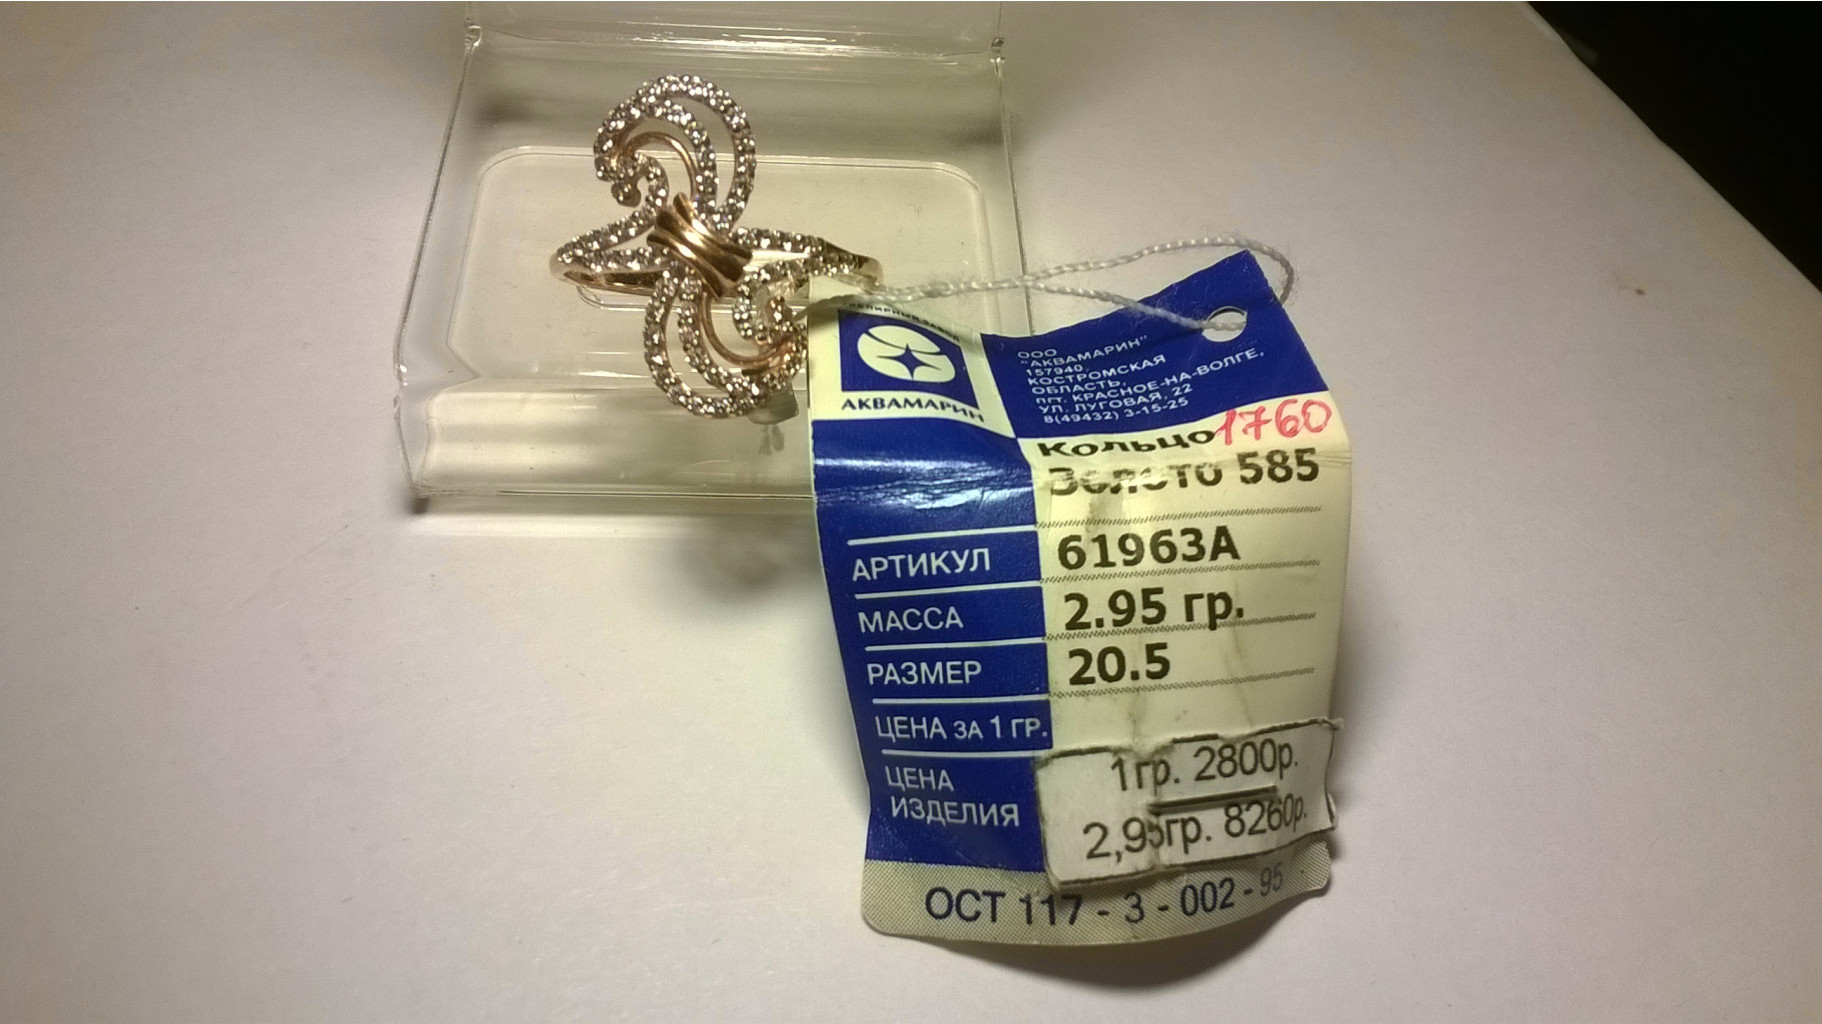 АКВАМАРИН
ООО
"АКВАМАРИН"
157940,
КОСТРОМСКАЯ
ОБЛАСТЬ,
пгт. КРАСНОЕ-НА-ВОЛГЕ,
УЛ. ЛУГОВАЯ, 22
8(49432) 3-15-25
Кольцо 1760
Золото 585
АРТИКУЛ 61963А
МАССА 2.95 гр.
РАЗМЕР 20.5
ЦЕНА ЗА 1 ГР.
1гр. 2800р.
ЦЕНА
ИЗДЕЛИЯ
2,95гр. 8260р.
ОСТ 117 - 3 - 002 - 95